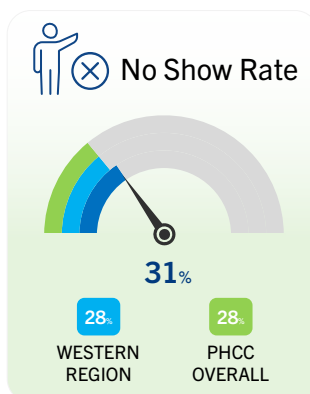 No Show Rate
31%
28%
28%
WESTERN
REGION
PHCC
OVERALL